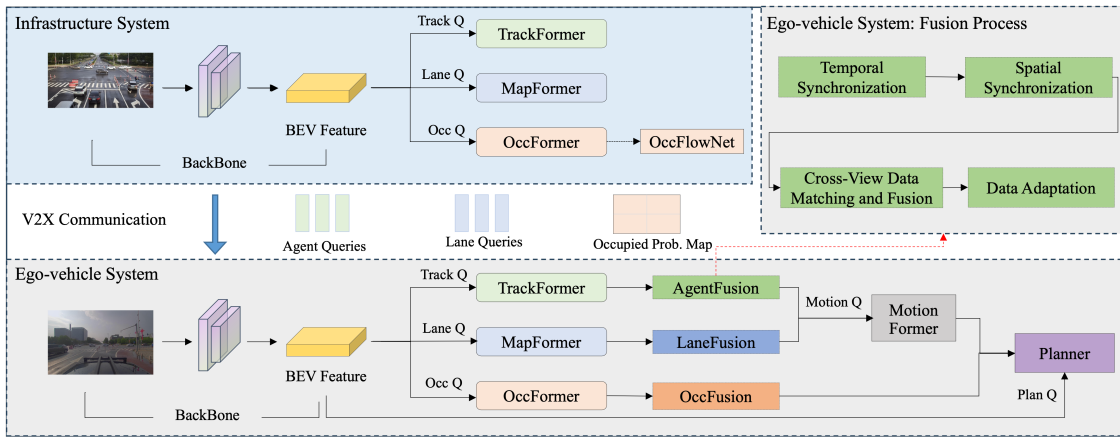 Infrastructure System
Track Q
TrackFormer
Lane Q
MapFormer
BEV Feature
Occ Q
OccFormer
OccFlowNet
BackBone
Ego-vehicle System: Fusion Process
Temporal
Synchronization
Spatial
Synchronization
Cross-View Data
Matching and Fusion
Data Adaptation
V2X Communication
Agent Queries
Lane Queries
Occupied Prob. Map
Ego-vehicle System
Track Q
TrackFormer
AgentFusion
Motion Q
Motion
Former
Lane Q
MapFormer
LaneFusion
Planner
BEV Feature
Occ Q
OccFormer
OccFusion
Plan Q
BackBone